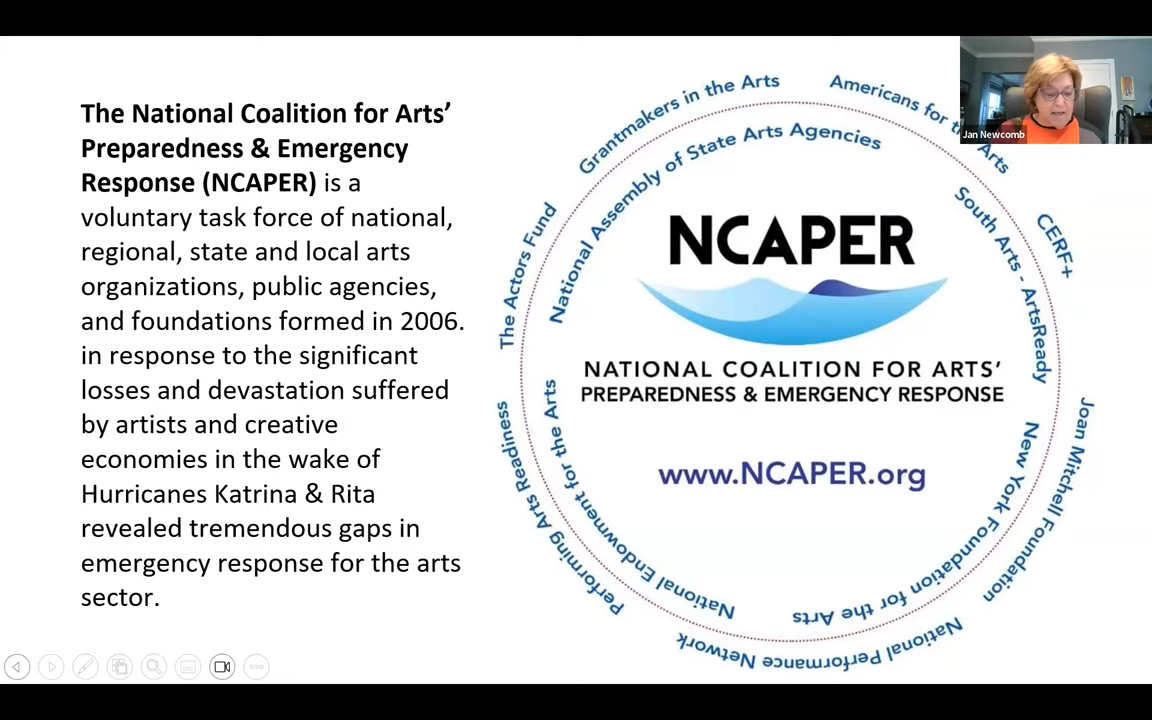 The National Coalition for Arts’
Preparedness & Emergency
Response (NCAPER) is a
voluntary task force of national,
regional, state and local arts
organizations, public agencies,
and foundations formed in 2006.
in response to the significant
losses and devastation suffered
by artists and creative
economies in the wake of
Hurricanes Katrina & Rita
revealed tremendous gaps in
emergency response for the arts
sector.
Grantmakers in the Arts
Americans for th
Arts
CERF+
Joan Mitchell Foundation
National Performance Network
Performing Arts Readiness
The Actors Fund
National Assembly of State Arts Agencies
South Arts - ArtsReady
New York Foundation for the Arts
National Endowment for the Arts
NCAPER
NATIONAL COALITION FOR ARTS’
PREPAREDNESS & EMERGENCY RESPONSE
www.NCAPER.org
Jan Newcomb